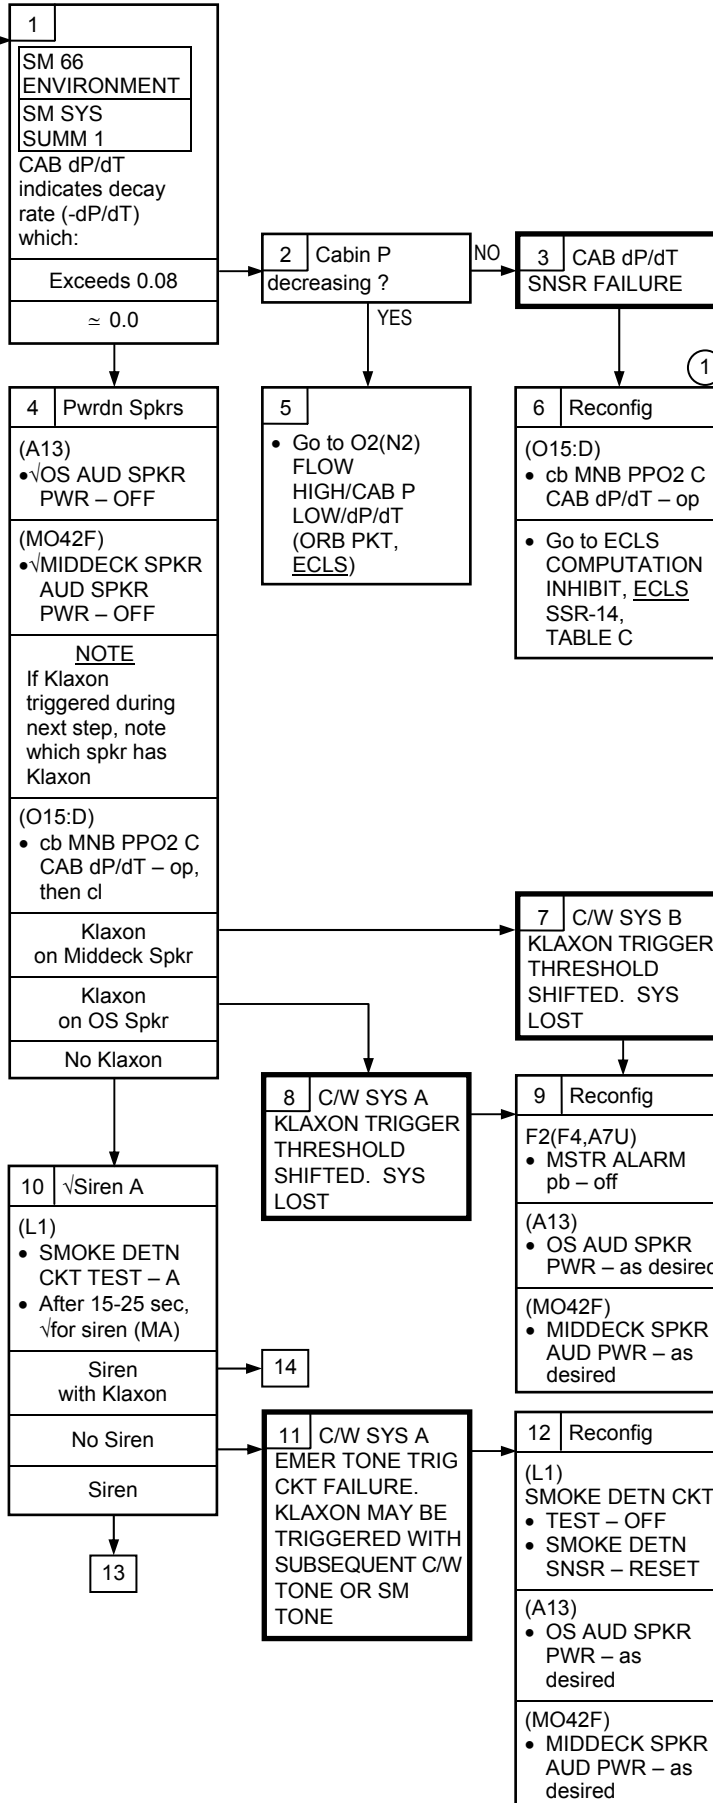 1
SM 66
ENVIRONMENT
SM SYS
SUMM 1
CAB dP/dT
indicates decay
rate (-dP/dT)
which:
Exceeds 0.08
≃ 0.0
2 Cabin P
decreasing ?
NO
YES
3 CAB dP/dT
SNSR FAILURE
1
4 Pwrdn Spkrs
(A13)
•√OS AUD SPKR
PWR – OFF
(MO42F)
•√MIDDECK SPKR
AUD SPKR
PWR – OFF
NOTE
If Klaxon
triggered during
next step, note
which spkr has
Klaxon
(O15:D)
• cb MNB PPO2 C
CAB dP/dT – op,
then cl
Klaxon
on Middeck Spkr
Klaxon
on OS Spkr
No Klaxon
5
• Go to O2(N2)
FLOW
HIGH/CAB P
LOW/dP/dT
(ORB PKT,
ECLS)
6 Reconfig
(O15:D)
• cb MNB PPO2 C
CAB dP/dT – op
• Go to ECLS
COMPUTATION
INHIBIT, ECLS
SSR-14,
TABLE C
7 C/W SYS B
KLAXON TRIGGER
THRESHOLD
SHIFTED. SYS
LOST
8 C/W SYS A
KLAXON TRIGGER
THRESHOLD
SHIFTED. SYS
LOST
9 Reconfig
F2(F4,A7U)
• MSTR ALARM
pb – off
(A13)
• OS AUD SPKR
PWR – as desired
(MO42F)
• MIDDECK SPKR
AUD PWR – as
desired
10 √Siren A
(L1)
• SMOKE DETN
CKT TEST – A
• After 15-25 sec,
√for siren (MA)
Siren
with Klaxon
No Siren
Siren
14
13
11 C/W SYS A
EMER TONE TRIG
CKT FAILURE.
KLAXON MAY BE
TRIGGERED WITH
SUBSEQUENT C/W
TONE OR SM
TONE
12 Reconfig
(L1)
SMOKE DETN CKT
• TEST – OFF
• SMOKE DETN
SNSR – RESET
(A13)
• OS AUD SPKR
PWR – as
desired
(MO42F)
• MIDDECK SPKR
AUD PWR – as
desired